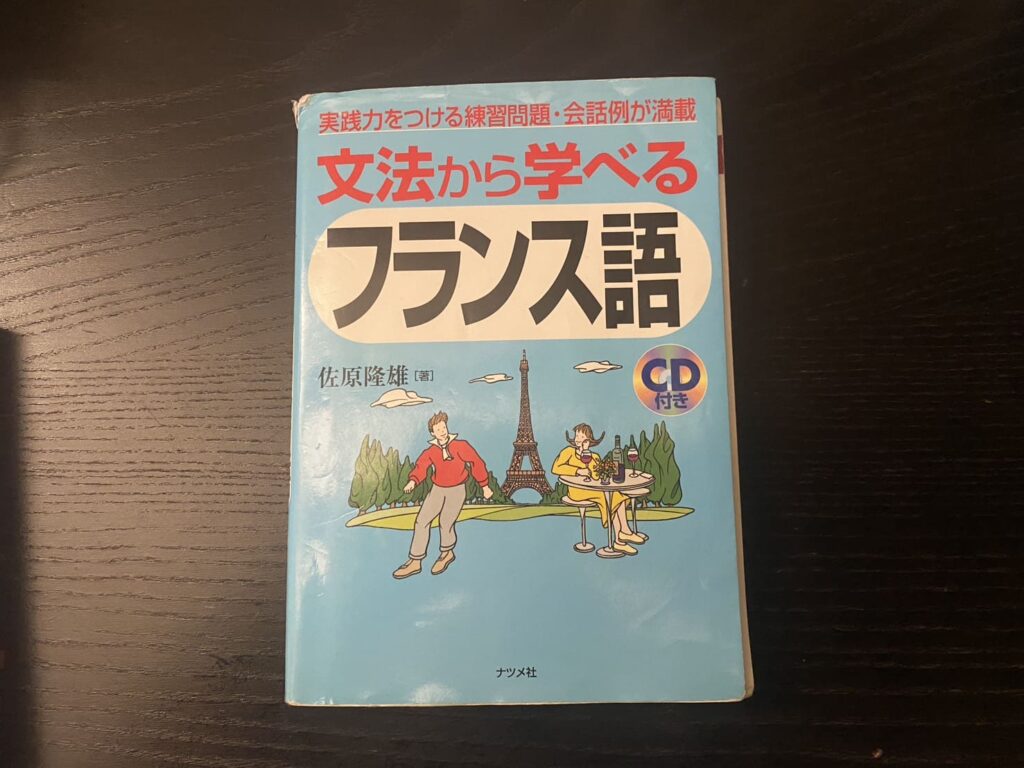 実践力をつける練習問題・会話例が満載
文法から学べる
フランス語
佐原隆雄［著］
CD
付き
ナツメ社